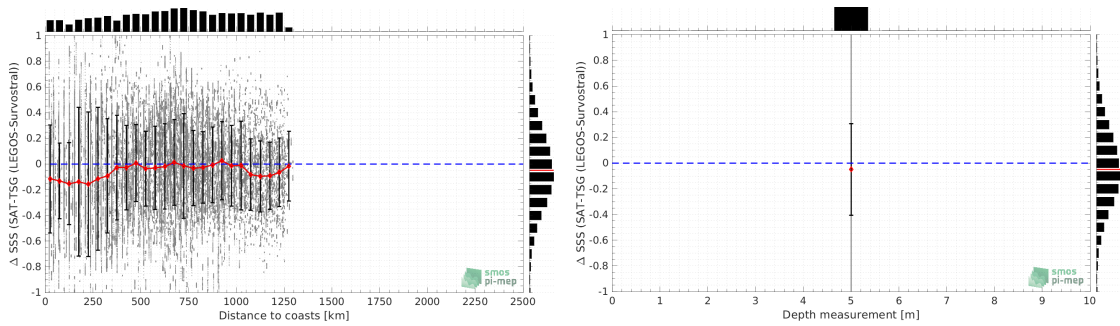 Δ SSS (SAT-TSG (LEGOS-Survostral))
1
0.8
0.6
0.4
0.2
0
-0.2
-0.4
-0.6
-0.8
-1
0 250 500 750 1000 1250 1500 1750 2000 2250 2500
Distance to coasts [km]
smos
pi-mep
Δ SSS (SAT-TSG (LEGOS-Survostral))
1
0.8
0.6
0.4
0.2
0
-0.2
-0.4
-0.6
-0.8
-1
0 1 2 3 4 5 6 7 8 9 10
Depth measurement [m]
smos
pi-mep